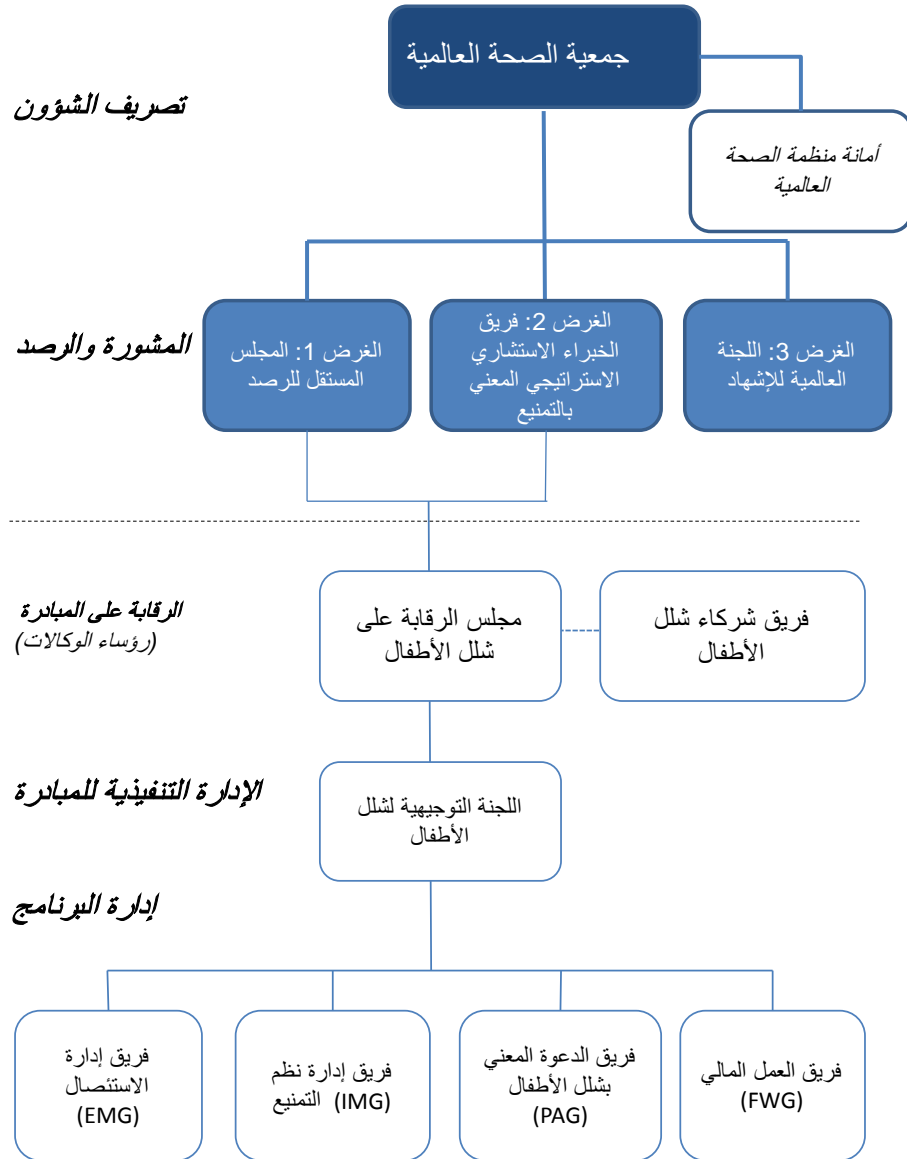 جمعية الصحة العالمية
تصريف الشؤون
أمانة منظمة الصحة
العالمية
المشورة والرصد
الغرض 3: اللجنة
العالمية للإشهاد
الغرض 2: فريق
الخبراء الاستشاري
الاستراتيجي المعني
بالتمنيع
الغرض 1: المجلس
المستقل للرصد
الرقابة على المبادرة
(رؤساء الوكالات)
فريق شركاء شلل
الأطفال
مجلس الرقابة على
شلل الأطفال
الإدارة التنفيذية للمبادرة
اللجنة التوجيهية لشلل
الأطفال
إدارة البرنامج
فريق العمل المالي
(FWG)
فريق الدعوة المعني
بشلل الأطفال
(PAG)
فريق إدارة نظم
التمنيع (IMG)
فريق إدارة
الاستئصال
(EMG)